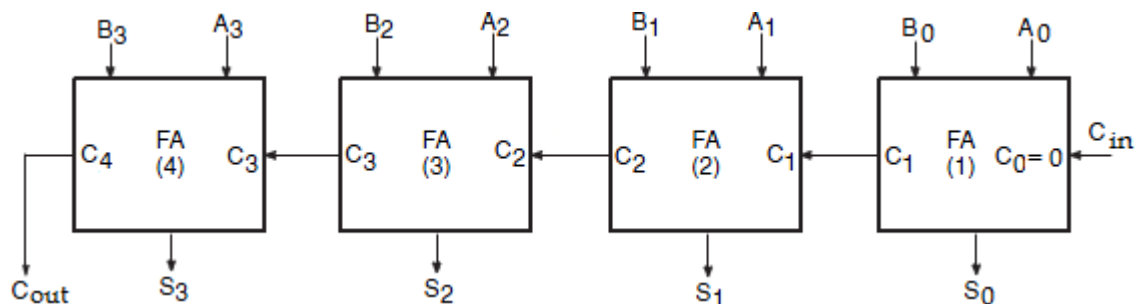 B3 A3 B2 A2 B1 A1 B0 A0
Cin
FA FA FA FA
C4 C3 C3 C2 C2 C1 C1 C0 = 0
(4) (3) (2) (1)
Cout S3 S2 S1 S0